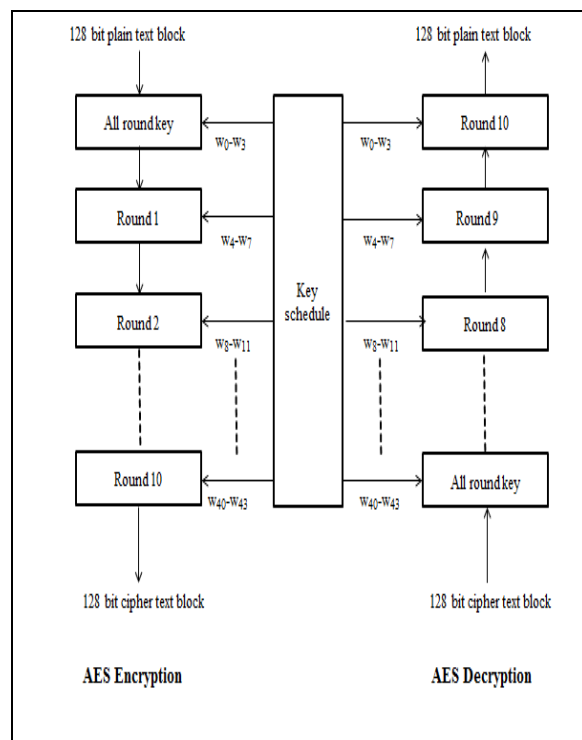 128 bit plain text block
128 bit plain text block
All round key
Round 10
w0-w3
w0-w3
Round 1
Round 9
w4-w7
w4-w7
Key
schedule
Round 2
Round 8
w8-w11
w8-w11
Round 10
All round key
w40-w43
w40-w43
128 bit cipher text block
128 bit cipher text block
AES Encryption
AES Decryption